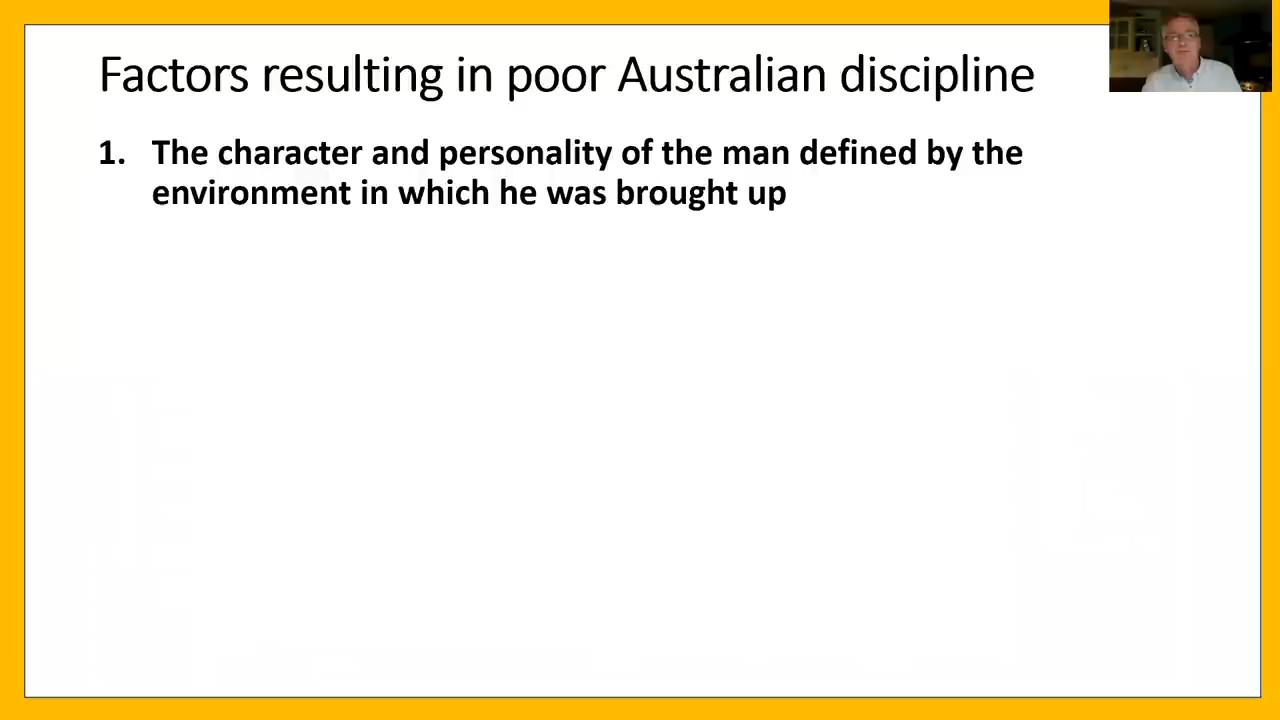 Factors resulting in poor Australian discipline
1. The character and personality of the man defined by the
environment in which he was brought up